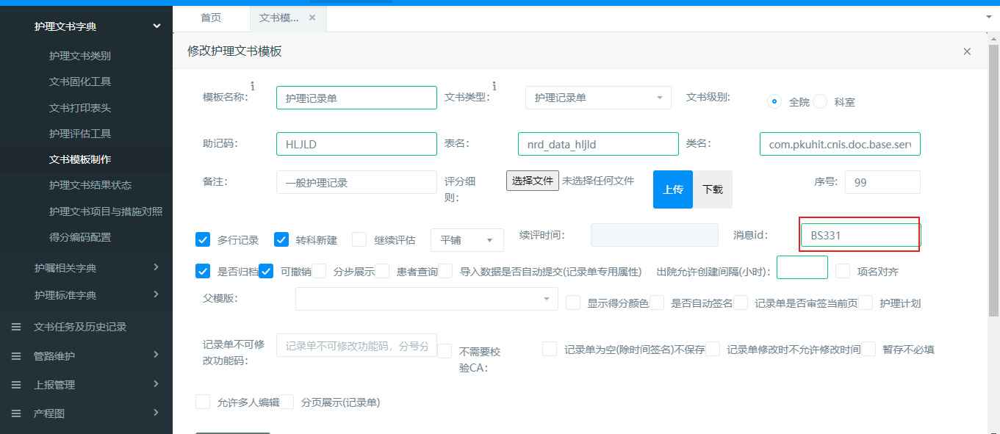 首页
文书模...
护理文书字典
护理文书类别
文书固化工具
文书打印表头
护理评估工具
文书模板制作
护理文书结果状态
护理文书项目与措施对照
得分编码配置
护嘱相关字典
护理标准字典
文书任务及历史记录
管路维护
上报管理
产程图
修改护理文书模板
模板名称: 护理记录单 文书类型: 护理记录单 文书级别: 全院 科室
助记码: HLJLD 表名: nrd_data_hljld 类名: com.pkuhit.cnis.doc.base.serv
备注: 一般护理记录 评分细则: 选择文件 未选择任何文件 上传 下载 序号: 99
多行记录 转科新建 继续评估 平铺 续评时间: 消息id: BS331
是否归档 可撤销 分步展示 患者查询 导入数据是否自动提交(记录单专用属性) 出院允许创建间隔(小时): 项名对齐
父模版: 显示得分颜色 是否自动签名 记录单是否审签当前页 护理计划
记录单不可修改功能码: 记录单不可修改功能码，分号分 不需要校验CA: 记录单为空(除时间签名)不保存 记录单修改时不允许修改时间 暂存不必填
允许多人编辑 分页展示(记录单)